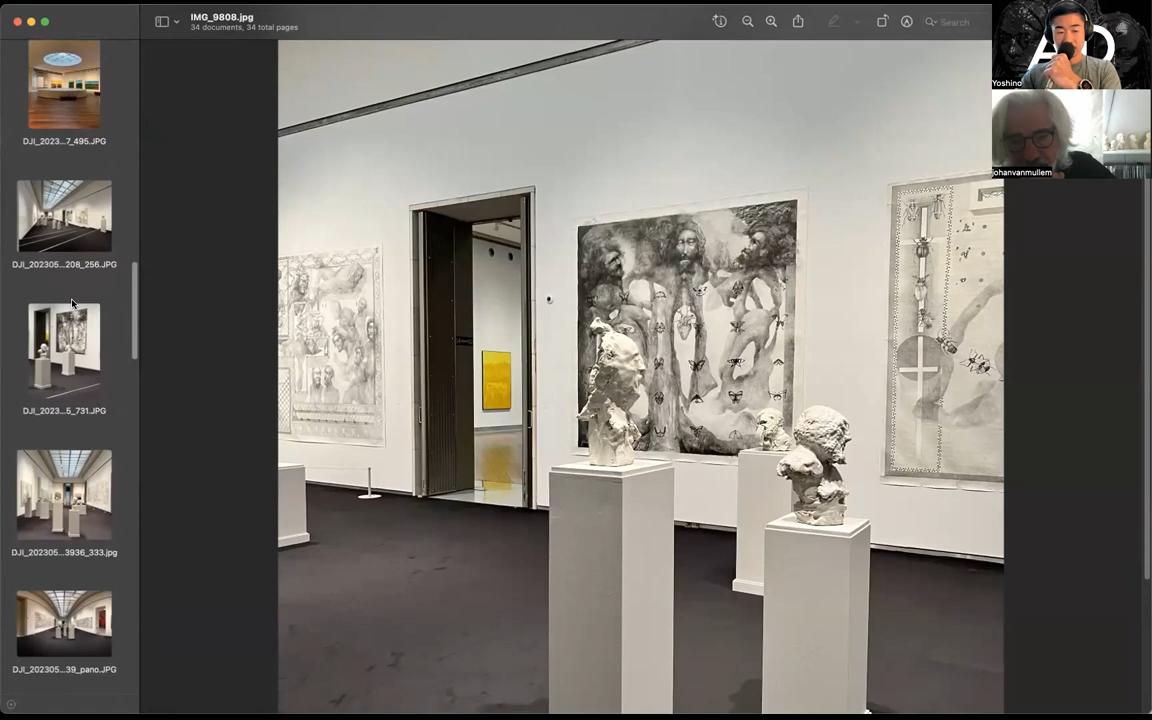 IMG_9808.jpg
34 documents, 34 total pages
Search
Yoshino
johanvanmullem
DJI_2023...7_495.JPG
DJI_202305...208_256.JPG
DJI_2023...5_731.JPG
DJI_202305...3936_333.jpg
DJI_202305...39_pano.JPG